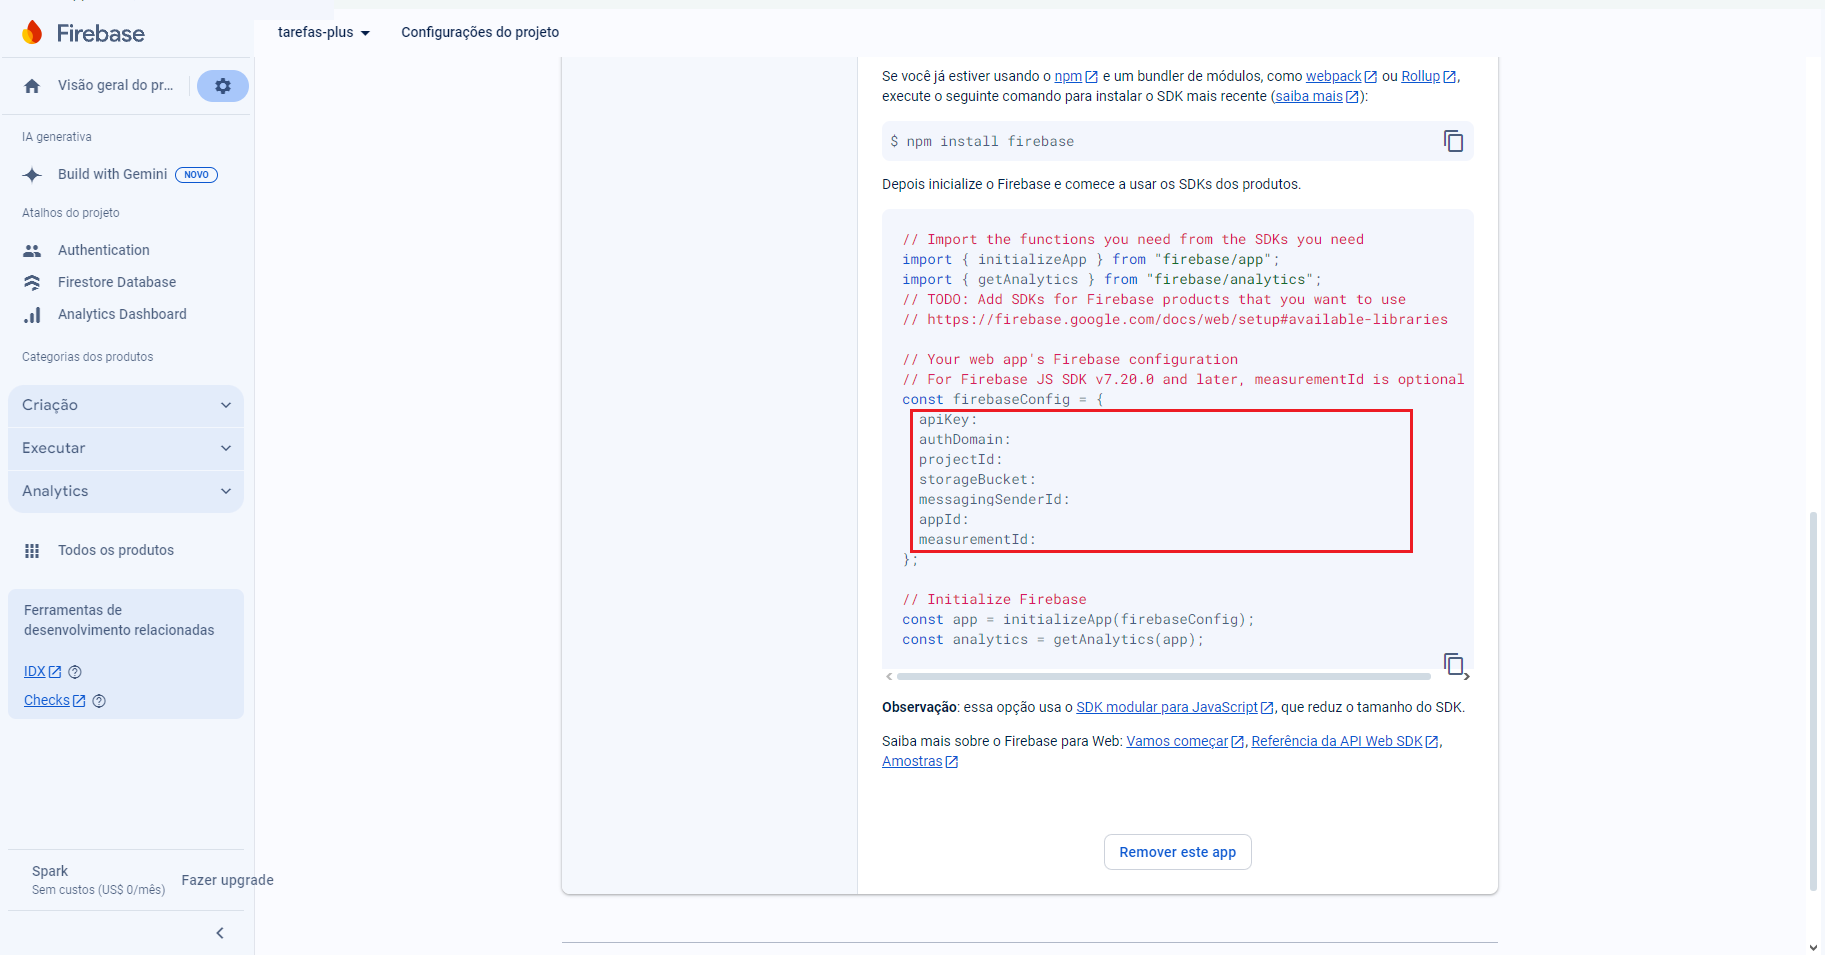 Firebase
tarefas-plus
Configurações do projeto
Visão geral do pr...
IA generativa
Build with Gemini NOVO
Atalhos do projeto
Authentication
Firestore Database
Analytics Dashboard
Categorias dos produtos
Criação
Executar
Analytics
Todos os produtos
Ferramentas de
desenvolvimento relacionadas
IDX
Checks
Spark
Sem custos (US$ 0/mês)
Fazer upgrade
Se você já estiver usando o npm e um bundler de módulos, como webpack ou Rollup,
execute o seguinte comando para instalar o SDK mais recente (saiba mais):
$ npm install firebase
Depois inicialize o Firebase e comece a usar os SDKs dos produtos.
// Import the functions you need from the SDKs you need
import { initializeApp } from "firebase/app";
import { getAnalytics } from "firebase/analytics";
// TODO: Add SDKs for Firebase products that you want to use
// https://firebase.google.com/docs/web/setup#available-libraries
// Your web app's Firebase configuration
// For Firebase JS SDK v7.20.0 and later, measurementId is optional
const firebaseConfig = {
apiKey:
authDomain:
projectId:
storageBucket:
messagingSenderId:
appId:
measurementId:
};
// Initialize Firebase
const app = initializeApp(firebaseConfig);
const analytics = getAnalytics(app);
Observação: essa opção usa o SDK modular para JavaScript, que reduz o tamanho do SDK.
Saiba mais sobre o Firebase para Web: Vamos começar, Referência da API Web SDK,
Amostras
Remover este app